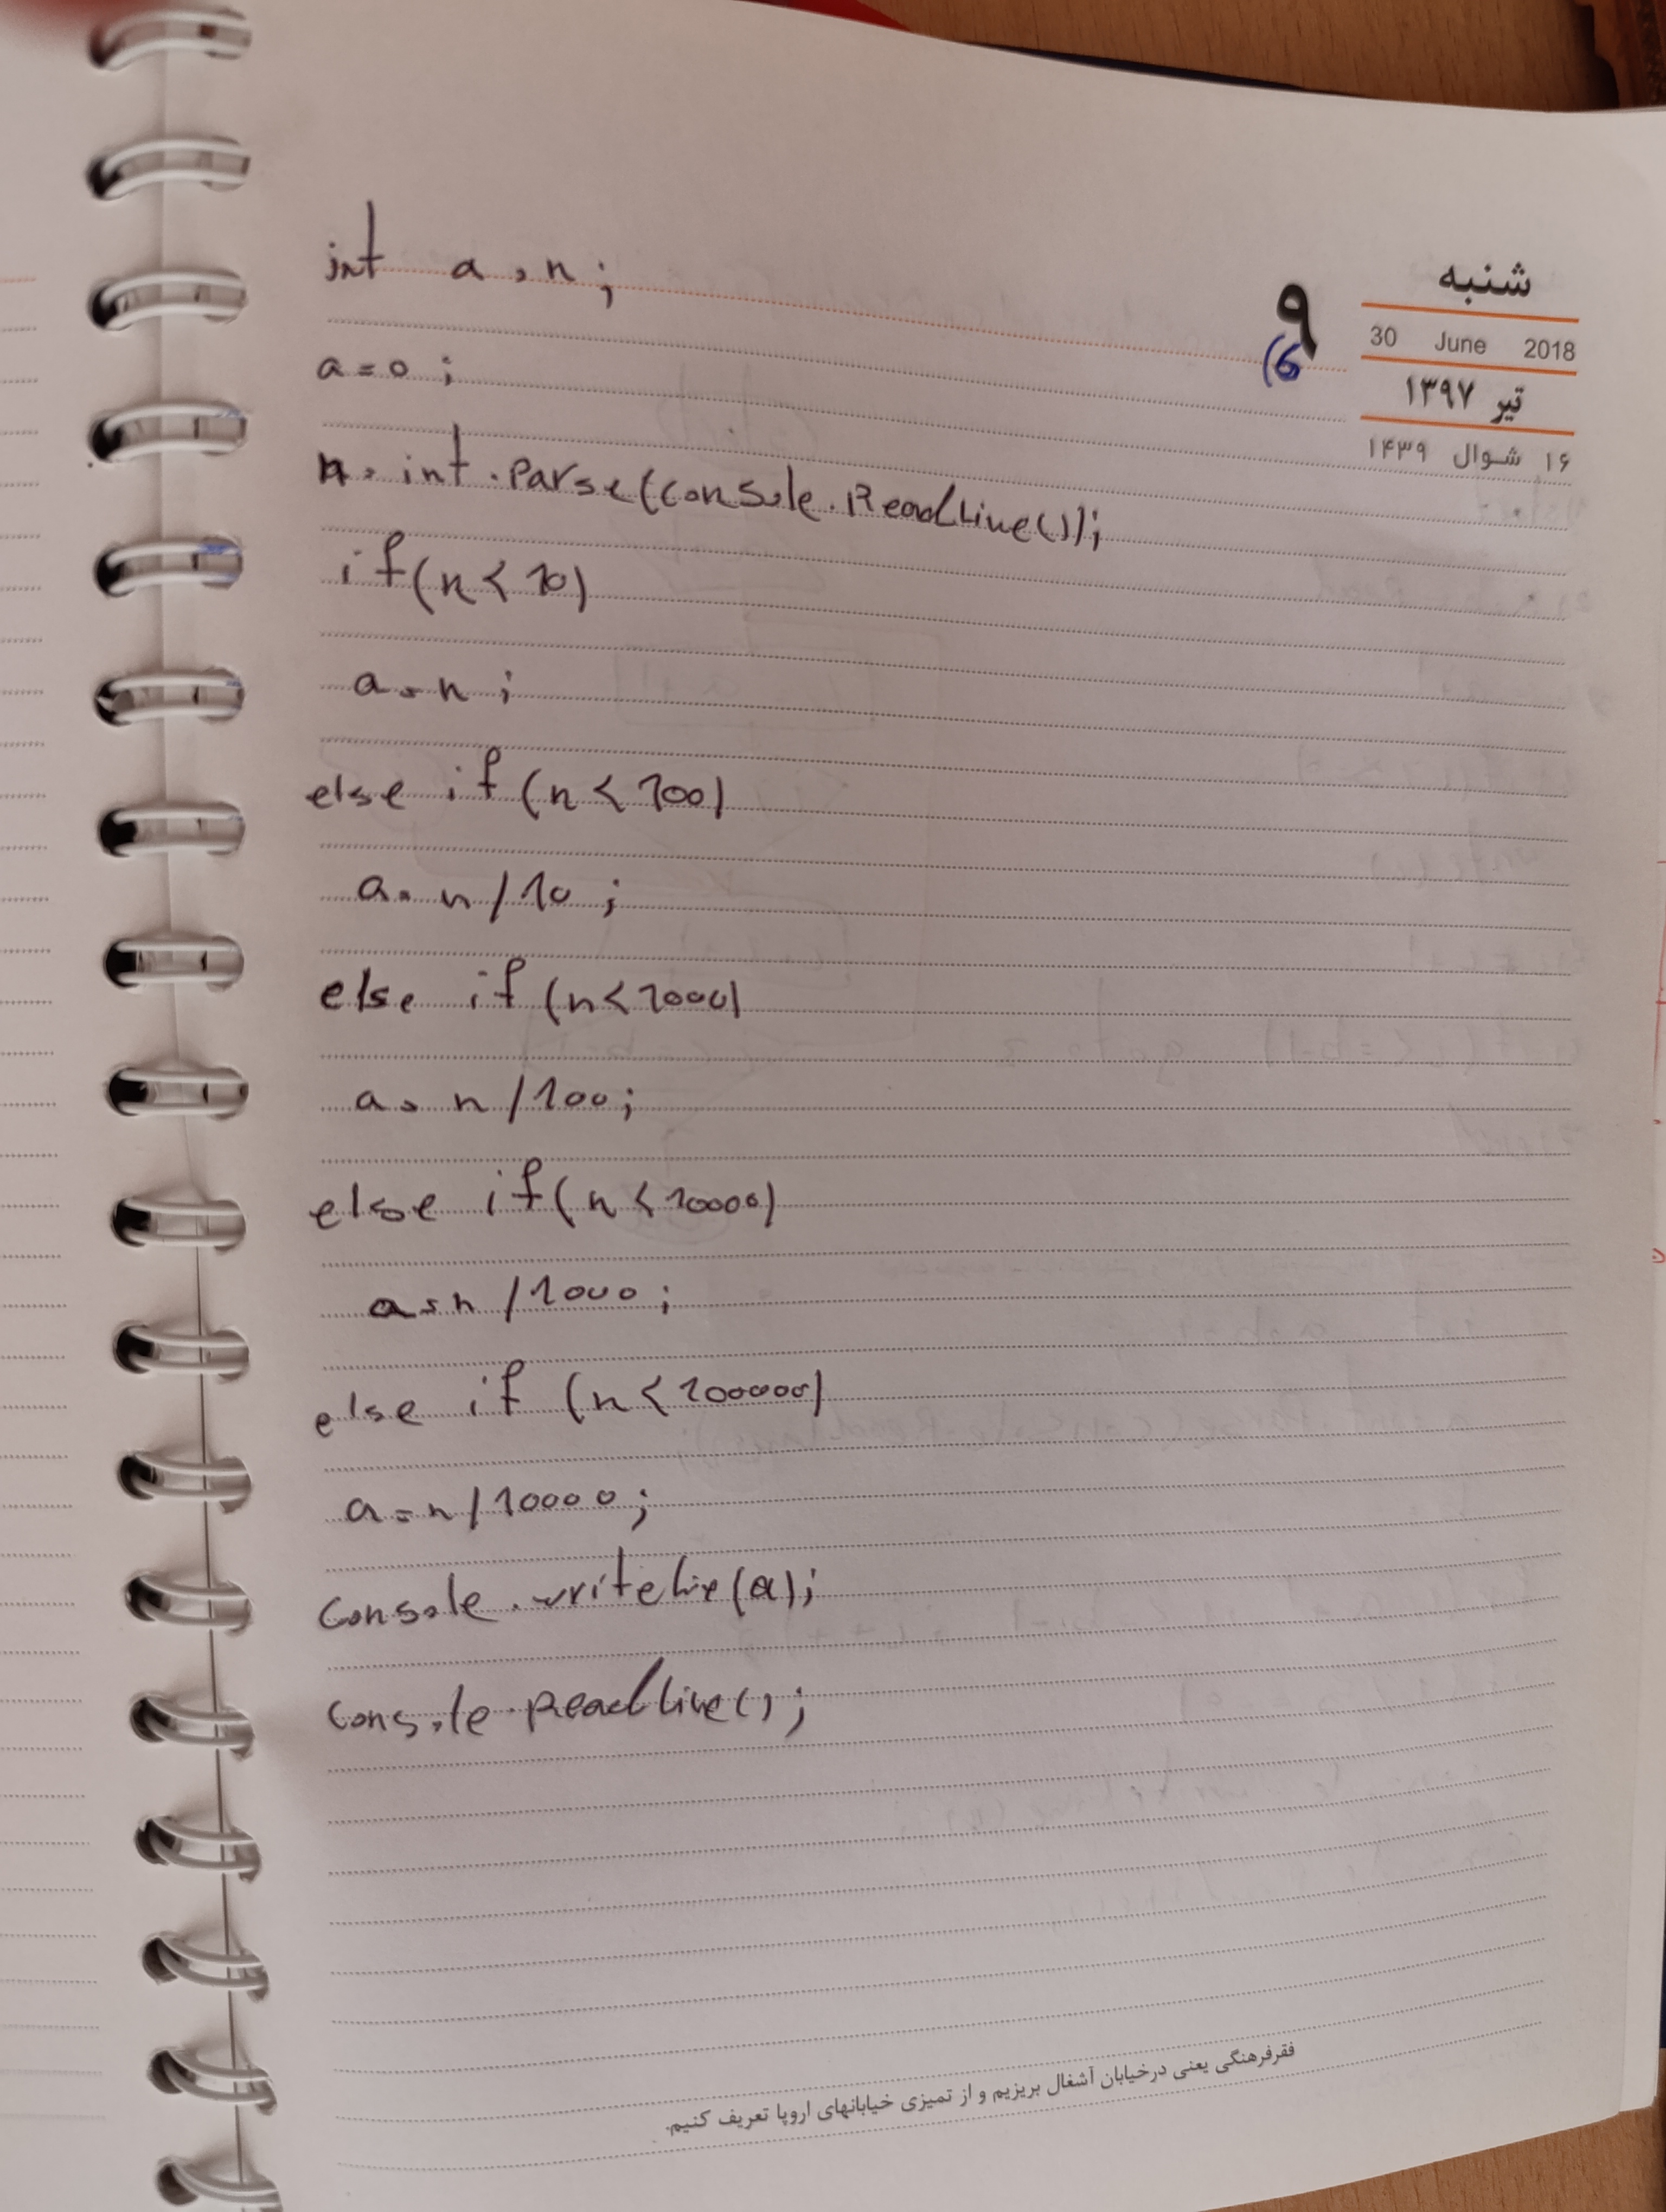 شنبه
۹
30 June 2018
(6
تیر ۱۳۹۷
۱۶ شوال ۱۴۳۹
int a,n;
a=0;
n= int.Parse(console.ReadLine());
if(n<10)
a=n;
else if(n<100)
a=n/10;
else if(n<1000)
a=n/100;
else if(n<10000)
a=n/1000;
else if(n<100000)
a=n/10000;
console.writeline(a);
console.ReadLine();
فقرفرهنگی یعنی درخیابان آشغال بریزیم و از تمیزی خیابانهای اروپا تعریف کنیم.